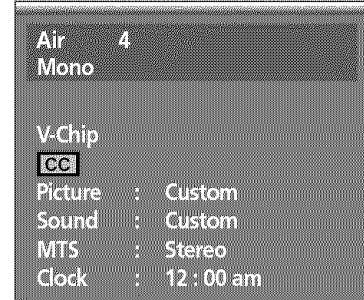 Air 4
Mono
V-Chip
CC
Picture : Custom
Sound : Custom
MTS : Stereo
Clock : 12 : 00 am